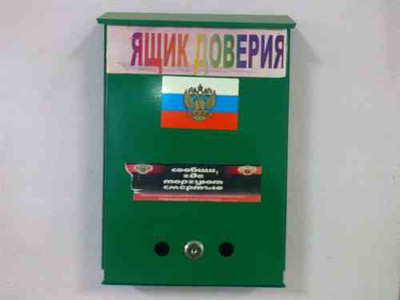 ЯЩИК ДОВЕРИЯ
сообщи,
где
торгуют
смертью